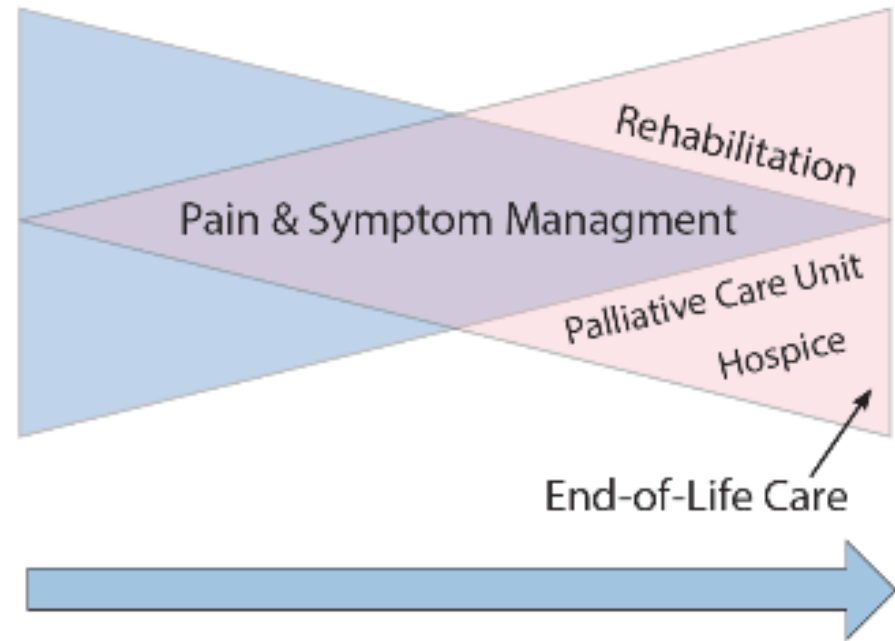 Rehabilitation
Pain & Symptom Managment
Palliative Care Unit
Hospice
End-of-Life Care